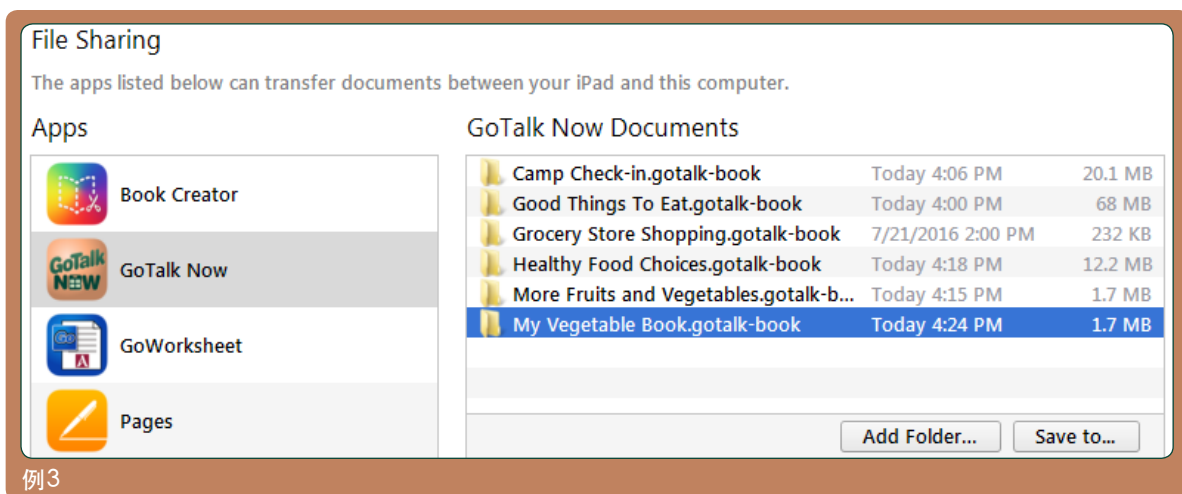 File Sharing
The apps listed below can transfer documents between your iPad and this computer.
Apps
Book Creator
GoTalk NOW
GoTalk Now
Go
A
GoWorksheet
Pages
GoTalk Now Documents
Camp Check-in.gotalk-book Today 4:06 PM 20.1 MB
Good Things To Eat.gotalk-book Today 4:00 PM 68 MB
Grocery Store Shopping.gotalk-book 7/21/2016 2:00 PM 232 KB
Healthy Food Choices.gotalk-book Today 4:18 PM 12.2 MB
More Fruits and Vegetables.gotalk-b... Today 4:15 PM 1.7 MB
My Vegetable Book.gotalk-book Today 4:24 PM 1.7 MB
Add Folder... Save to...
例3